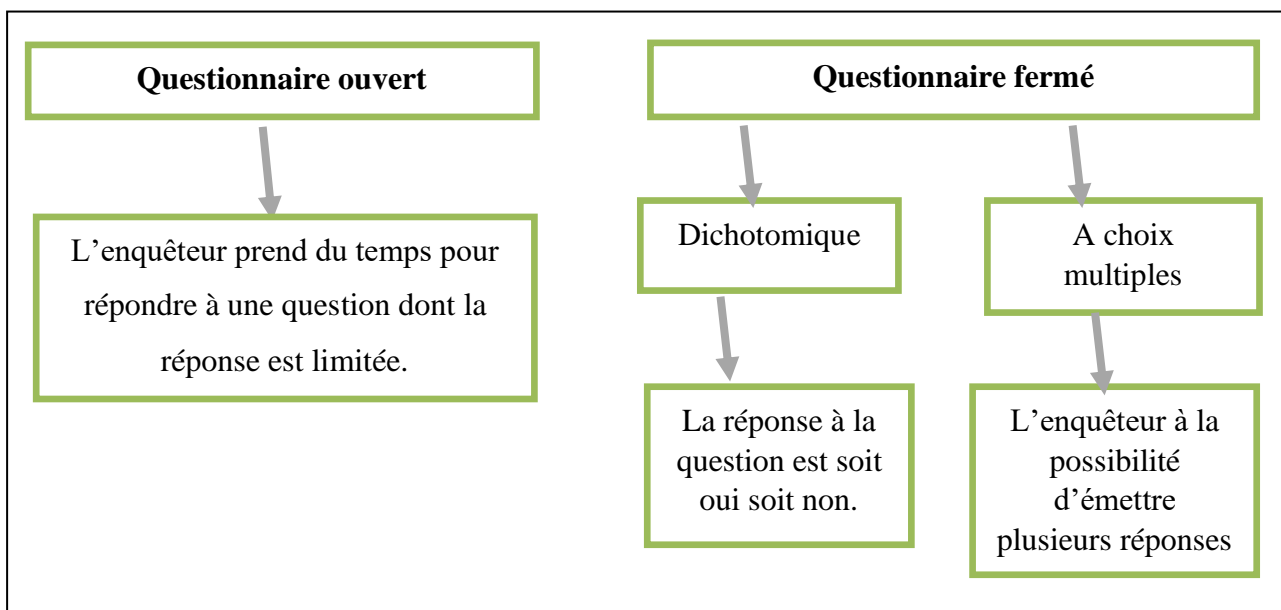 Questionnaire ouvert
L’enquêteur prend du temps pour
répondre à une question dont la
réponse est limitée.
Questionnaire fermé
Dichotomique
La réponse à la
question est soit
oui soit non.
A choix
multiples
L’enquêteur à la
possibilité
d’émettre
plusieurs réponses